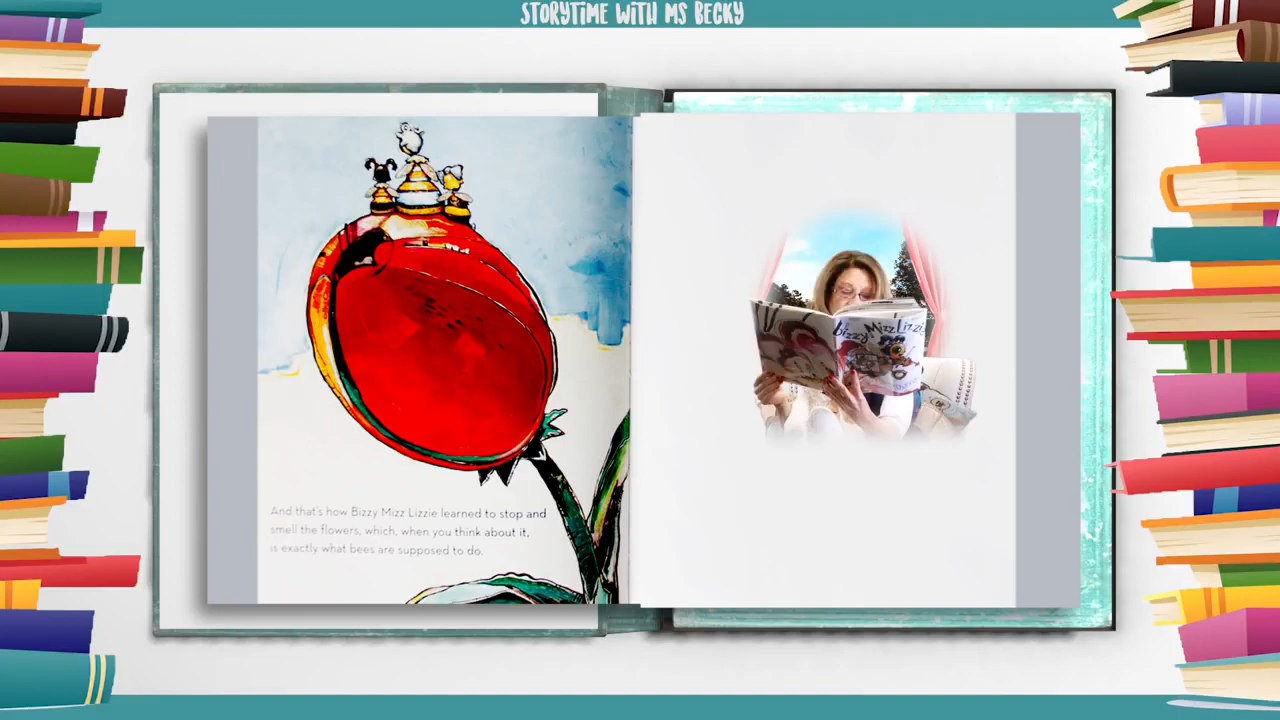 STORYTIME WITH MS BECKY
And that's how Bizzy Mizz Lizzie learned to stop and
smell the flowers, which, when you think about it,
is exactly what bees are supposed to do.
Bizzy Mizz Lizzie